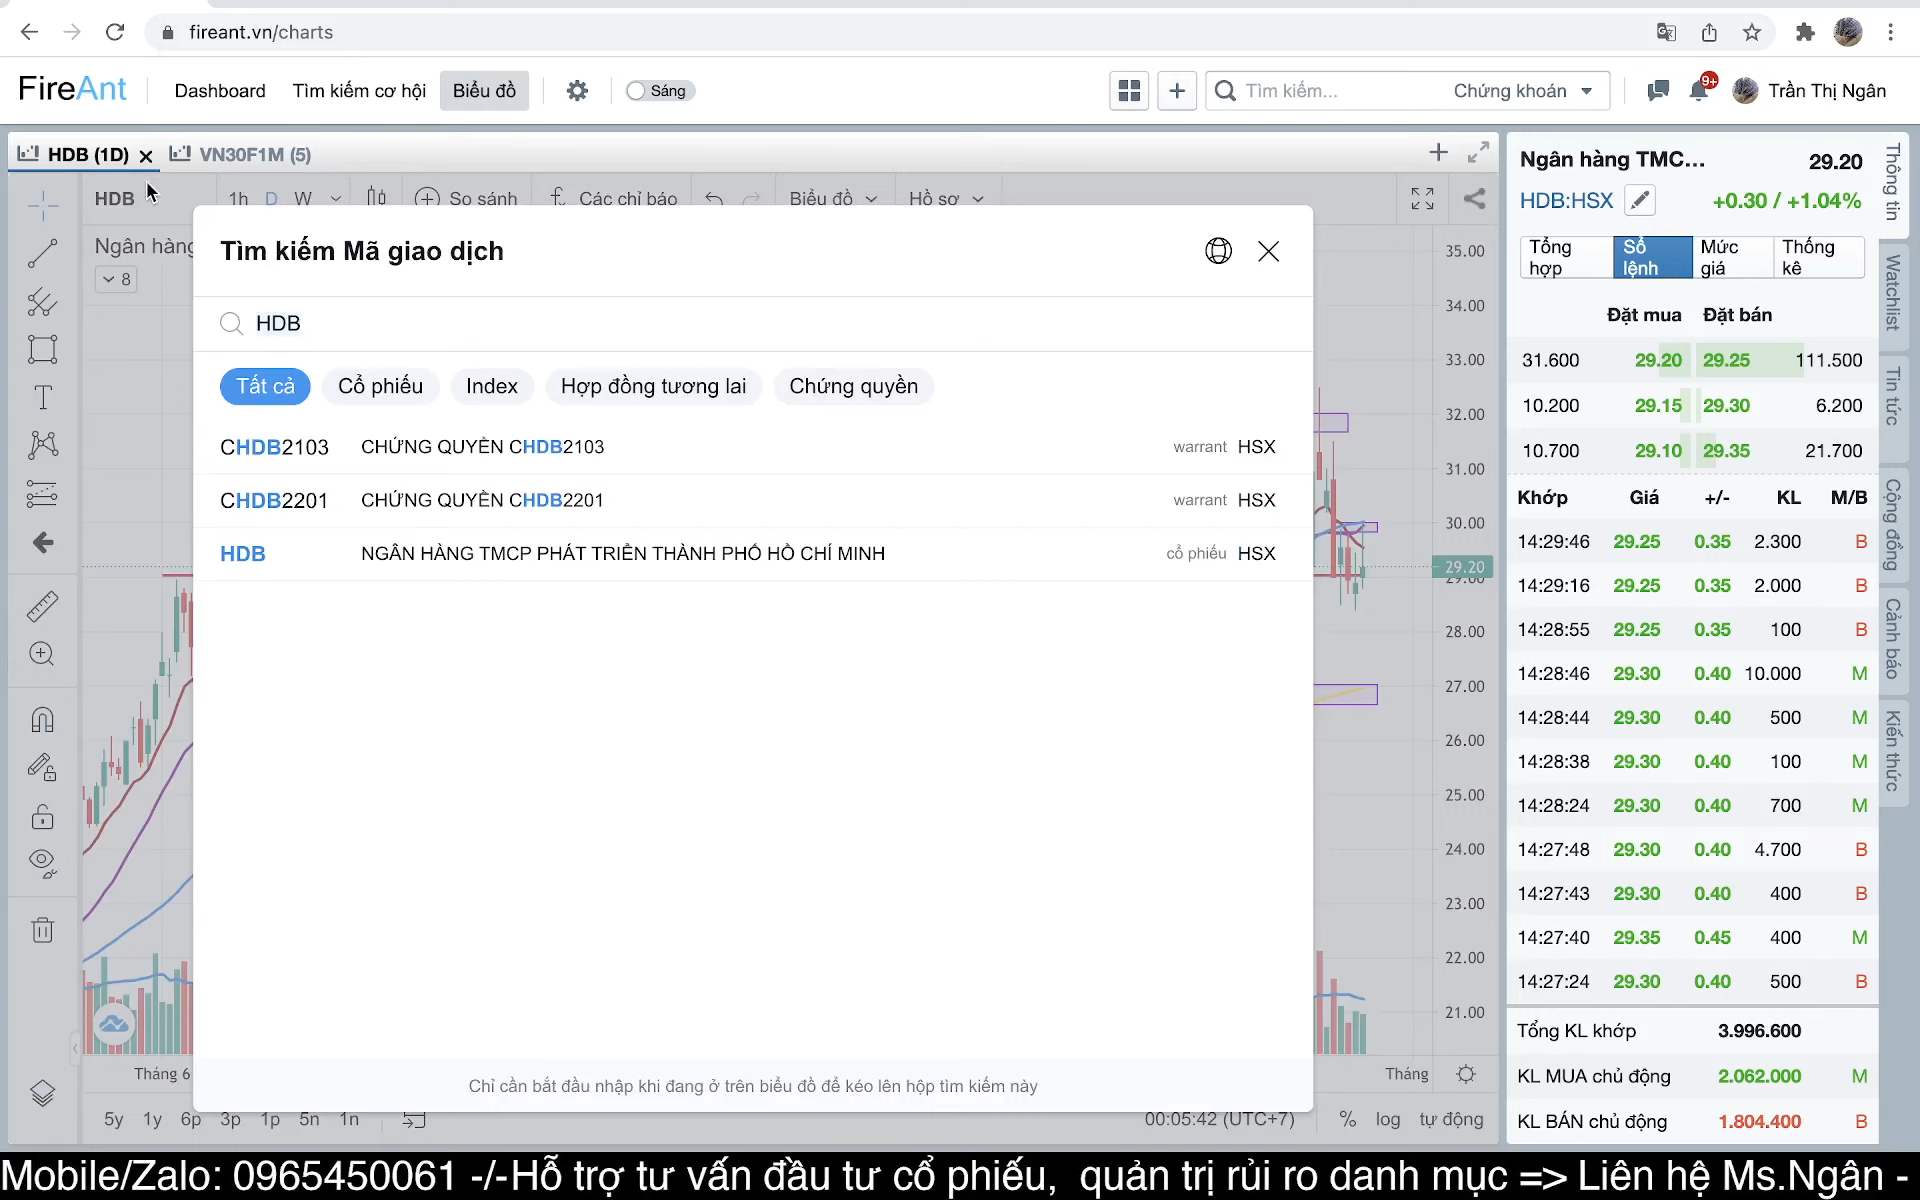 fireant.vn/charts
FireAnt
Dashboard
Tìm kiếm cơ hội
Biểu đồ
Sáng
Tìm kiếm...
Chứng khoán
9+
Trần Thị Ngân
HDB (1D)
VN30F1M (5)
HDB
1h D W
So sánh
Các chỉ báo
Biểu đồ
Hồ sơ
Ngân hàng
8
Tìm kiếm Mã giao dịch
HDB
Tất cả
Cổ phiếu
Index
Hợp đồng tương lai
Chứng quyền
CHDB2103 CHỨNG QUYỀN CHDB2103 warrant HSX
CHDB2201 CHỨNG QUYỀN CHDB2201 warrant HSX
HDB NGÂN HÀNG TMCP PHÁT TRIỂN THÀNH PHỐ HỒ CHÍ MINH cổ phiếu HSX
Chỉ cần bắt đầu nhập khi đang ở trên biểu đồ để kéo lên hộp tìm kiếm này
35.00
34.00
33.00
32.00
31.00
30.00
29.20
29.00
28.00
27.00
26.00
25.00
24.00
23.00
22.00
21.00
Tháng 6
Tháng
5y 1y 6p 3p 1p 5n 1n
00:05:42 (UTC+7)
% log tự động
Ngân hàng TMC... 29.20
HDB:HSX +0.30 / +1.04%
Tổng hợp
Sổ lệnh
Mức giá
Thống kê
Đặt mua Đặt bán
31.600 29.20 29.25 111.500
10.200 29.15 29.30 6.200
10.700 29.10 29.35 21.700
Khớp Giá +/- KL M/B
14:29:46 29.25 0.35 2.300 B
14:29:16 29.25 0.35 2.000 B
14:28:55 29.25 0.35 100 B
14:28:46 29.30 0.40 10.000 M
14:28:44 29.30 0.40 500 M
14:28:38 29.30 0.40 100 M
14:28:24 29.30 0.40 700 M
14:27:48 29.30 0.40 4.700 B
14:27:43 29.30 0.40 400 B
14:27:40 29.35 0.45 400 M
14:27:24 29.30 0.40 500 B
Tổng KL khớp 3.996.600
KL MUA chủ động 2.062.000 M
KL BÁN chủ động 1.804.400 B
Thông tin
Watchlist
Tin tức
Cộng đồng
Cảnh báo
Kiến thức
Mobile/Zalo: 0965450061 -/-Hỗ trợ tư vấn đầu tư cổ phiếu, quản trị rủi ro danh mục => Liên hệ Ms.Ngân -